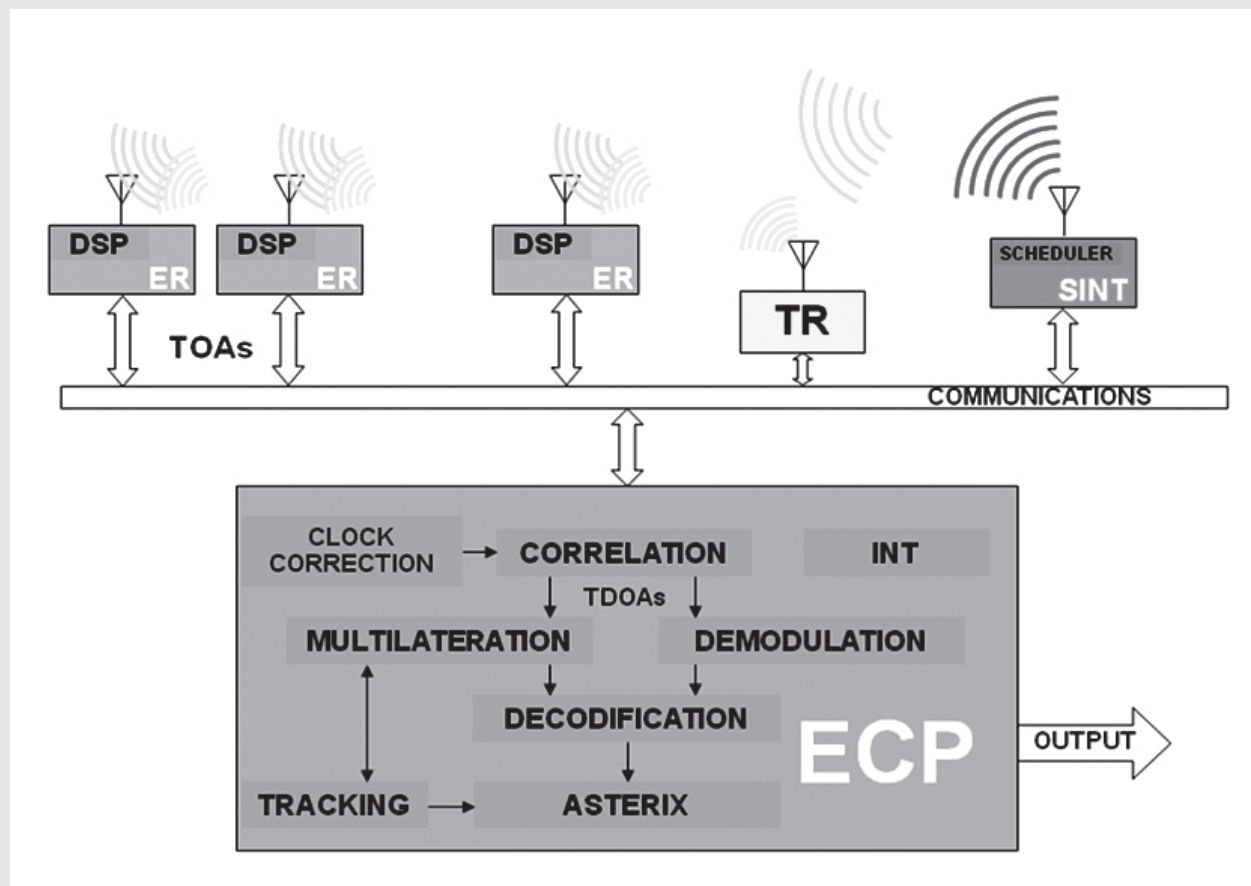 DSP
ER
DSP
ER
DSP
ER
TR
SCHEDULER
SINT
TOAs
COMMUNICATIONS
CLOCK
CORRECTION
CORRELATION
INT
TDOAs
MULTILATERATION
DEMODULATION
DECODIFICATION
ECP
OUTPUT
TRACKING
ASTERIX